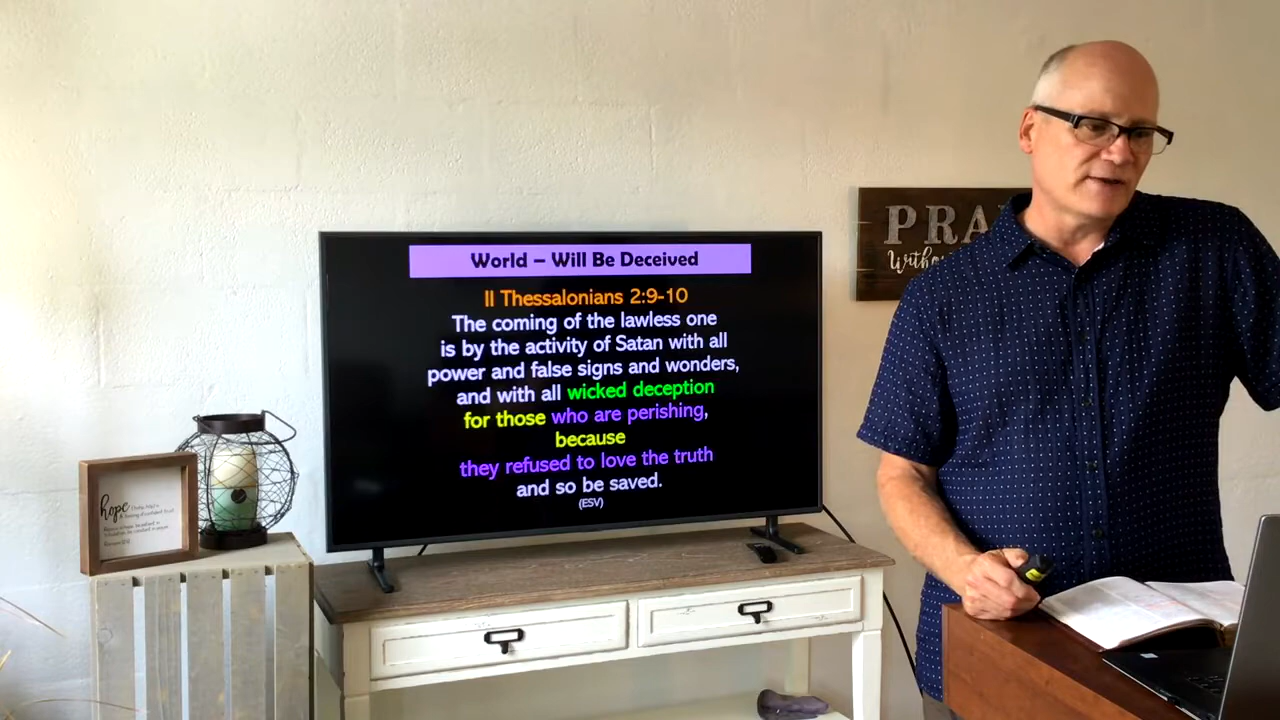 World – Will Be Deceived
II Thessalonians 2:9-10
The coming of the lawless one
is by the activity of Satan with all
power and false signs and wonders,
and with all wicked deception
for those who are perishing,
because
they refused to love the truth
and so be saved.
(ESV)
PRA
Witho
hope